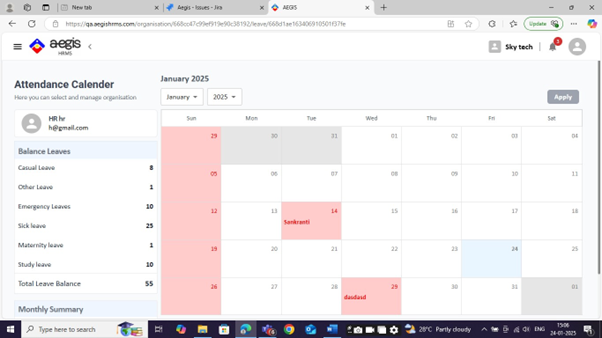 New tab
Aegis - Issues - Jira
AEGIS
https://qa.aegishrms.com/organisation/668cc47c99ef919e90c38192/leave/668d1ae163406910501f37fe
Update
aegis
HRMS
Sky tech
3
Attendance Calender
Here you can select and manage organisation
HR hr
h@gmail.com
Balance Leaves
Casual Leave 8
Other Leave 1
Emergency Leaves 10
Sick leave 25
Maternity leave 1
Study leave 10
Total Leave Balance 55
Monthly Summary
January 2025
January 2025 Apply
Sun Mon Tue Wed Thu Fri Sat
29 30 31 01 02 03 04
05 06 07 08 09 10 11
12 13 14 15 16 17 18
Sankranti
19 20 21 22 23 24 25
26 27 28 29 30 31 01
dasdasd
Type here to search
28°C Partly cloudy
ENG
15:06
24-01-2025